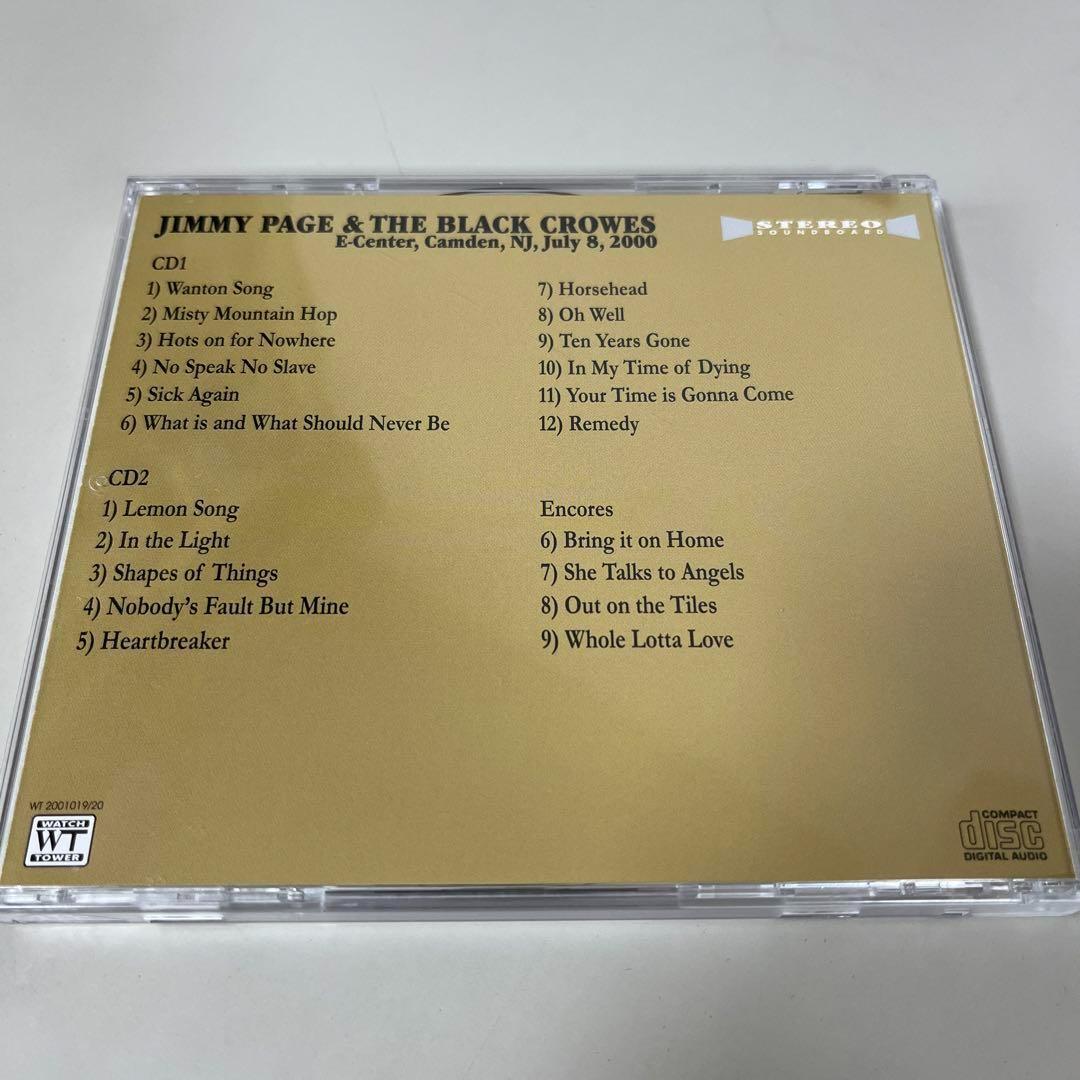 JIMMY PAGE & THE BLACK CROWES
E-Center, Camden, NJ, July 8, 2000
STEREO
SOUNDBOARD
CD1
1) Wanton Song
2) Misty Mountain Hop
3) Hots on for Nowhere
4) No Speak No Slave
5) Sick Again
6) What is and What Should Never Be
7) Horsehead
8) Oh Well
9) Ten Years Gone
10) In My Time of Dying
11) Your Time is Gonna Come
12) Remedy
CD2
1) Lemon Song
2) In the Light
3) Shapes of Things
4) Nobody's Fault But Mine
5) Heartbreaker
Encores
6) Bring it on Home
7) She Talks to Angels
8) Out on the Tiles
9) Whole Lotta Love
WT 2001019/20
WATCH
WT
TOWER
COMPACT
disc
DIGITAL AUDIO